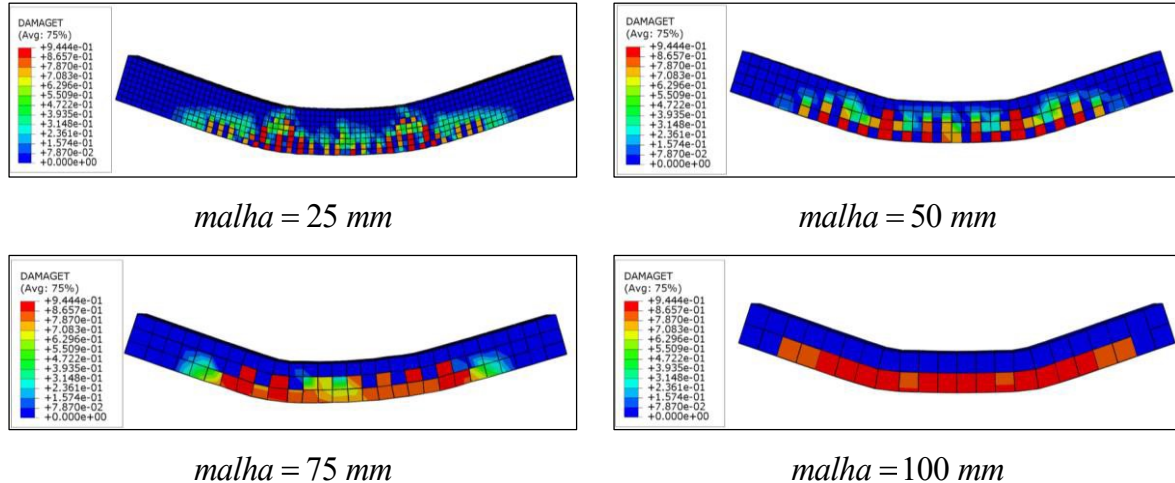 DAMAGET
(Avg: 75%)
+9.444e-01
+8.657e-01
+7.870e-01
+7.083e-01
+6.296e-01
+5.509e-01
+4.722e-01
+3.935e-01
+3.148e-01
+2.361e-01
+1.574e-01
+7.870e-02
+0.000e+00
malha = 25 mm
DAMAGET
(Avg: 75%)
+9.444e-01
+8.657e-01
+7.870e-01
+7.083e-01
+6.296e-01
+5.509e-01
+4.722e-01
+3.935e-01
+3.148e-01
+2.361e-01
+1.574e-01
+7.870e-02
+0.000e+00
malha = 50 mm
DAMAGET
(Avg: 75%)
+9.444e-01
+8.657e-01
+7.870e-01
+7.083e-01
+6.296e-01
+5.509e-01
+4.722e-01
+3.935e-01
+3.148e-01
+2.361e-01
+1.574e-01
+7.870e-02
+0.000e+00
malha = 75 mm
DAMAGET
(Avg: 75%)
+9.444e-01
+8.657e-01
+7.870e-01
+7.083e-01
+6.296e-01
+5.509e-01
+4.722e-01
+3.935e-01
+3.148e-01
+2.361e-01
+1.574e-01
+7.870e-02
+0.000e+00
malha = 100 mm